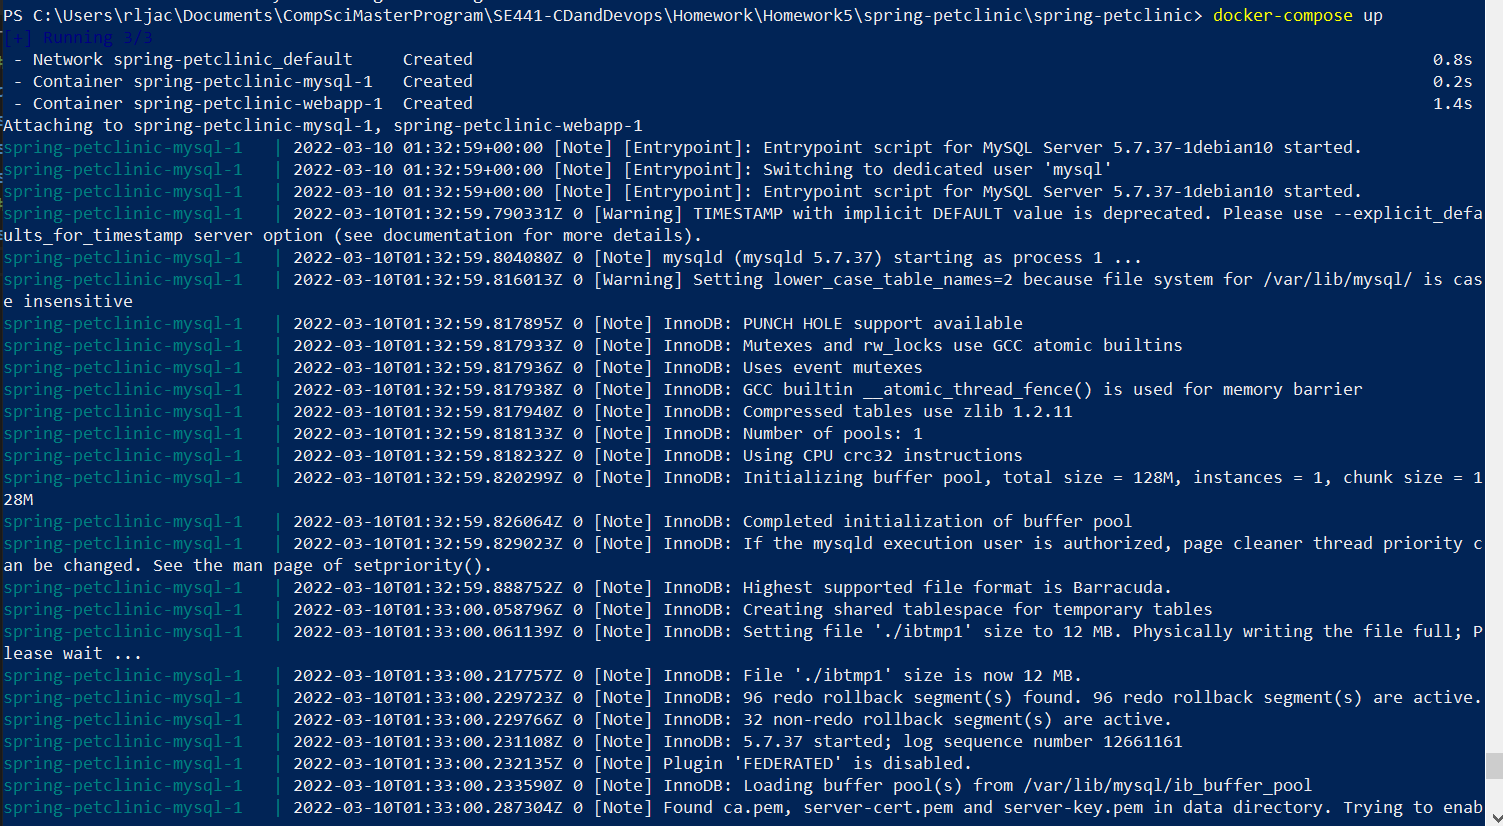 PS C:\Users\rljac\Documents\CompSciMasterProgram\SE441-CDandDevops\Homework\Homework5\spring-petclinic\spring-petclinic> docker-compose up
[+] Running 3/3
 - Network spring-petclinic_default     Created     0.8s
 - Container spring-petclinic-mysql-1   Created     0.2s
 - Container spring-petclinic-webapp-1  Created     1.4s
Attaching to spring-petclinic-mysql-1, spring-petclinic-webapp-1
spring-petclinic-mysql-1   | 2022-03-10 01:32:59+00:00 [Note] [Entrypoint]: Entrypoint script for MySQL Server 5.7.37-1debian10 started.
spring-petclinic-mysql-1   | 2022-03-10 01:32:59+00:00 [Note] [Entrypoint]: Switching to dedicated user 'mysql'
spring-petclinic-mysql-1   | 2022-03-10 01:32:59+00:00 [Note] [Entrypoint]: Entrypoint script for MySQL Server 5.7.37-1debian10 started.
spring-petclinic-mysql-1   | 2022-03-10T01:32:59.790331Z 0 [Warning] TIMESTAMP with implicit DEFAULT value is deprecated. Please use --explicit_defa
ults_for_timestamp server option (see documentation for more details).
spring-petclinic-mysql-1   | 2022-03-10T01:32:59.804080Z 0 [Note] mysqld (mysqld 5.7.37) starting as process 1 ...
spring-petclinic-mysql-1   | 2022-03-10T01:32:59.816013Z 0 [Warning] Setting lower_case_table_names=2 because file system for /var/lib/mysql/ is cas
e insensitive
spring-petclinic-mysql-1   | 2022-03-10T01:32:59.817895Z 0 [Note] InnoDB: PUNCH HOLE support available
spring-petclinic-mysql-1   | 2022-03-10T01:32:59.817933Z 0 [Note] InnoDB: Mutexes and rw_locks use GCC atomic builtins
spring-petclinic-mysql-1   | 2022-03-10T01:32:59.817936Z 0 [Note] InnoDB: Uses event mutexes
spring-petclinic-mysql-1   | 2022-03-10T01:32:59.817938Z 0 [Note] InnoDB: GCC builtin __atomic_thread_fence() is used for memory barrier
spring-petclinic-mysql-1   | 2022-03-10T01:32:59.817940Z 0 [Note] InnoDB: Compressed tables use zlib 1.2.11
spring-petclinic-mysql-1   | 2022-03-10T01:32:59.818133Z 0 [Note] InnoDB: Number of pools: 1
spring-petclinic-mysql-1   | 2022-03-10T01:32:59.818232Z 0 [Note] InnoDB: Using CPU crc32 instructions
spring-petclinic-mysql-1   | 2022-03-10T01:32:59.820299Z 0 [Note] InnoDB: Initializing buffer pool, total size = 128M, instances = 1, chunk size = 1
28M
spring-petclinic-mysql-1   | 2022-03-10T01:32:59.826064Z 0 [Note] InnoDB: Completed initialization of buffer pool
spring-petclinic-mysql-1   | 2022-03-10T01:32:59.829023Z 0 [Note] InnoDB: If the mysqld execution user is authorized, page cleaner thread priority c
an be changed. See the man page of setpriority().
spring-petclinic-mysql-1   | 2022-03-10T01:32:59.888752Z 0 [Note] InnoDB: Highest supported file format is Barracuda.
spring-petclinic-mysql-1   | 2022-03-10T01:33:00.058796Z 0 [Note] InnoDB: Creating shared tablespace for temporary tables
spring-petclinic-mysql-1   | 2022-03-10T01:33:00.061139Z 0 [Note] InnoDB: Setting file './ibtmp1' size to 12 MB. Physically writing the file full; P
lease wait ...
spring-petclinic-mysql-1   | 2022-03-10T01:33:00.217757Z 0 [Note] InnoDB: File './ibtmp1' size is now 12 MB.
spring-petclinic-mysql-1   | 2022-03-10T01:33:00.229723Z 0 [Note] InnoDB: 96 redo rollback segment(s) found. 96 redo rollback segment(s) are active.
spring-petclinic-mysql-1   | 2022-03-10T01:33:00.229766Z 0 [Note] InnoDB: 32 non-redo rollback segment(s) are active.
spring-petclinic-mysql-1   | 2022-03-10T01:33:00.231108Z 0 [Note] InnoDB: 5.7.37 started; log sequence number 12661161
spring-petclinic-mysql-1   | 2022-03-10T01:33:00.232135Z 0 [Note] Plugin 'FEDERATED' is disabled.
spring-petclinic-mysql-1   | 2022-03-10T01:33:00.233590Z 0 [Note] InnoDB: Loading buffer pool(s) from /var/lib/mysql/ib_buffer_pool
spring-petclinic-mysql-1   | 2022-03-10T01:33:00.287304Z 0 [Note] Found ca.pem, server-cert.pem and server-key.pem in data directory. Trying to enab